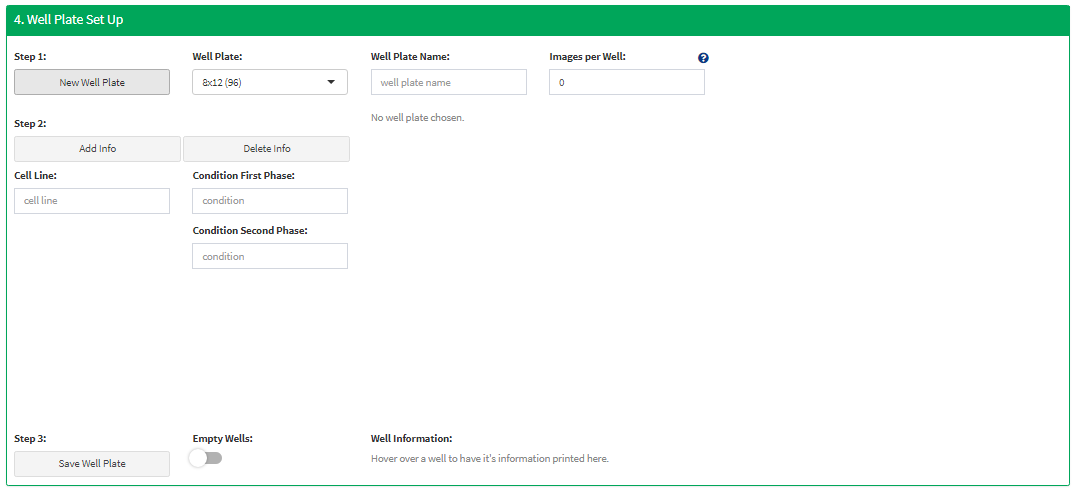 4. Well Plate Set Up
Step 1:
Well Plate:
Well Plate Name:
Images per Well:
?
New Well Plate
8x12 (96)
well plate name
0
No well plate chosen.
Step 2:
Add Info
Delete Info
Cell Line:
Condition First Phase:
cell line
condition
Condition Second Phase:
condition
Step 3:
Empty Wells:
Well Information:
Save Well Plate
Hover over a well to have it's information printed here.